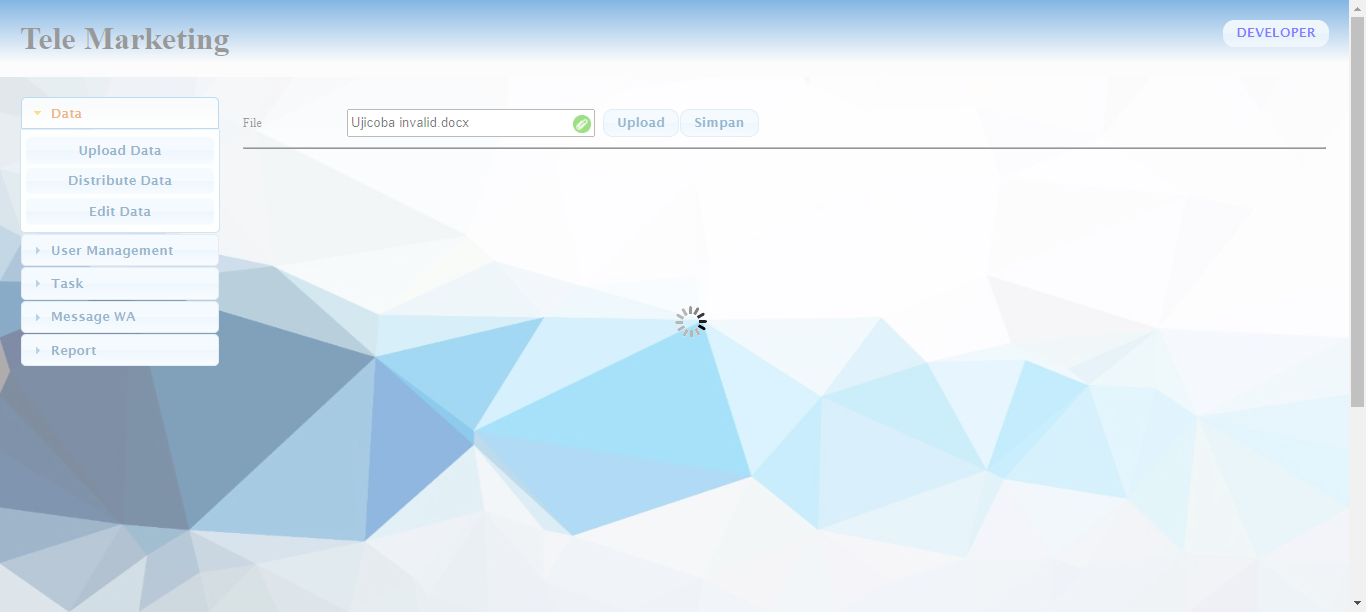 Tele Marketing
DEVELOPER
Data
Upload Data
Distribute Data
Edit Data
User Management
Task
Message WA
Report
File
Ujicoba invalid.docx
Upload
Simpan